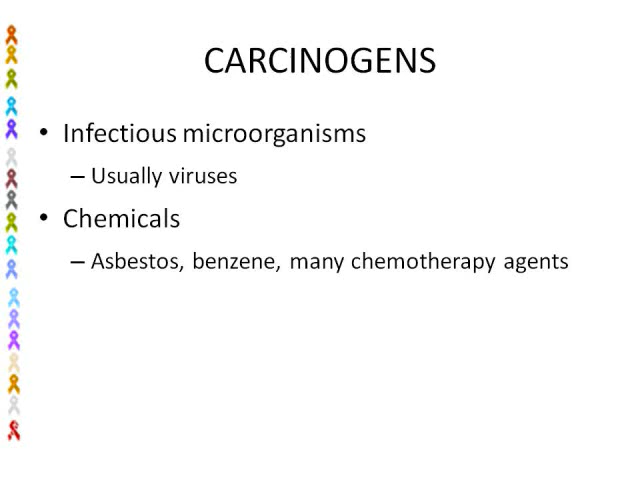 CARCINOGENS
• Infectious microorganisms
– Usually viruses
• Chemicals
– Asbestos, benzene, many chemotherapy agents